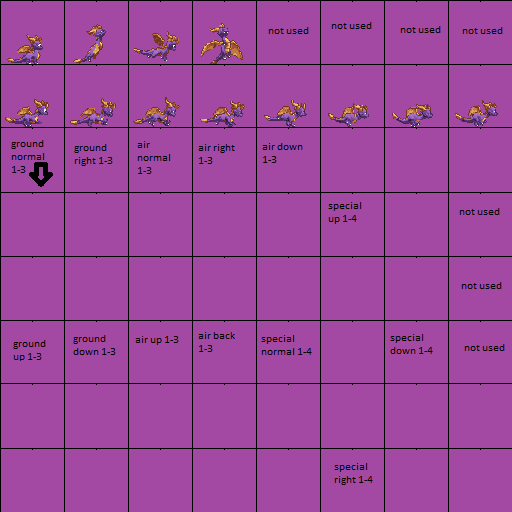 not used
not used
not used
not used
ground
normal
1-3
ground
right 1-3
air
normal
1-3
air right
1-3
air down
1-3
special
up 1-4
not used
not used
ground
up 1-3
ground
down 1-3
air up 1-3
air back
1-3
special
normal 1-4
special
down 1-4
not used
special
right 1-4